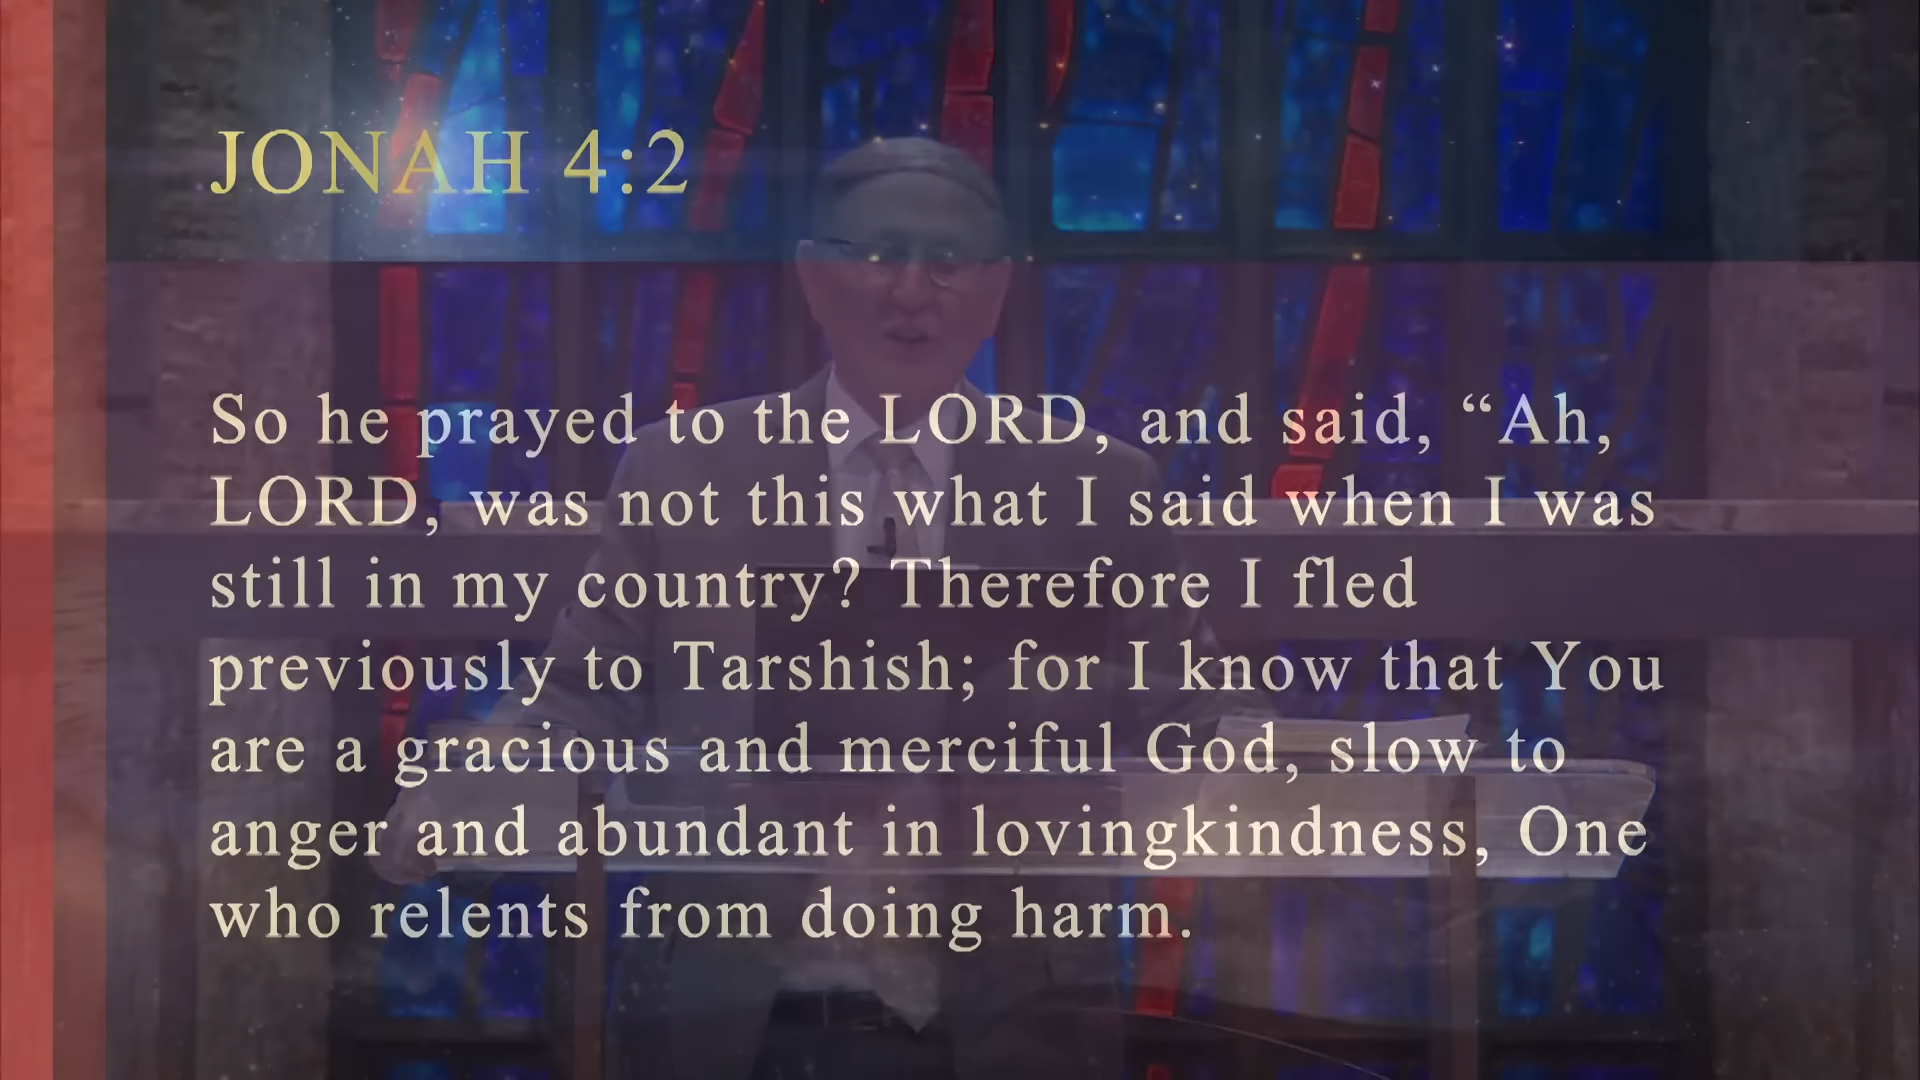 JONAH 4:2
So he prayed to the LORD, and said, “Ah,
LORD, was not this what I said when I was
still in my country? Therefore I fled
previously to Tarshish; for I know that You
are a gracious and merciful God, slow to
anger and abundant in lovingkindness, One
who relents from doing harm.